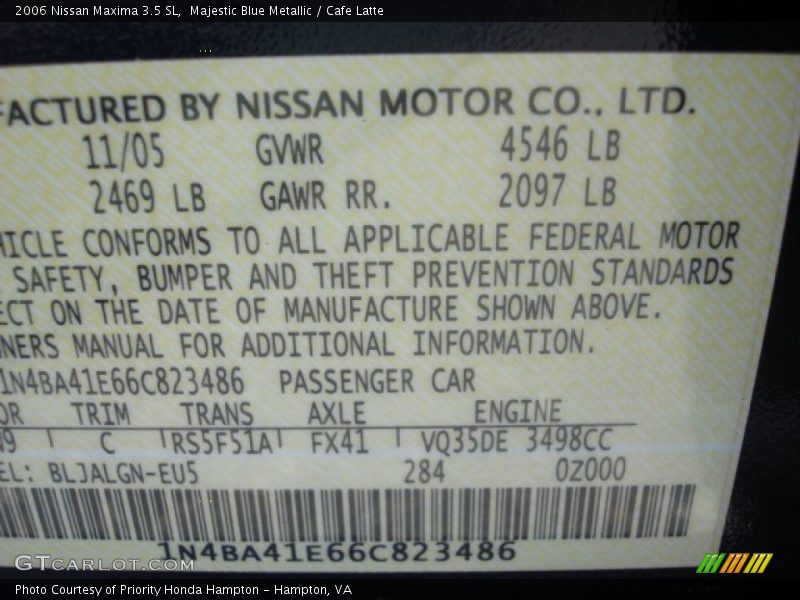 2006 Nissan Maxima 3.5 SL,  Majestic Blue Metallic / Cafe Latte
FACTURED BY NISSAN MOTOR CO., LTD.
11/05 GVWR 4546 LB
2469 LB GAWR RR. 2097 LB
HICLE CONFORMS TO ALL APPLICABLE FEDERAL MOTOR
SAFETY, BUMPER AND THEFT PREVENTION STANDARDS
ECT ON THE DATE OF MANUFACTURE SHOWN ABOVE.
NERS MANUAL FOR ADDITIONAL INFORMATION.
1N4BA41E66C823486 PASSENGER CAR
OR TRIM TRANS AXLE ENGINE
9 C RS5F51A FX41 VQ35DE 3498CC
EL: BLJALGN-EU5 284 0Z000
1N4BA41E66C823486
GTCARLOT.COM
Photo Courtesy of Priority Honda Hampton - Hampton, VA